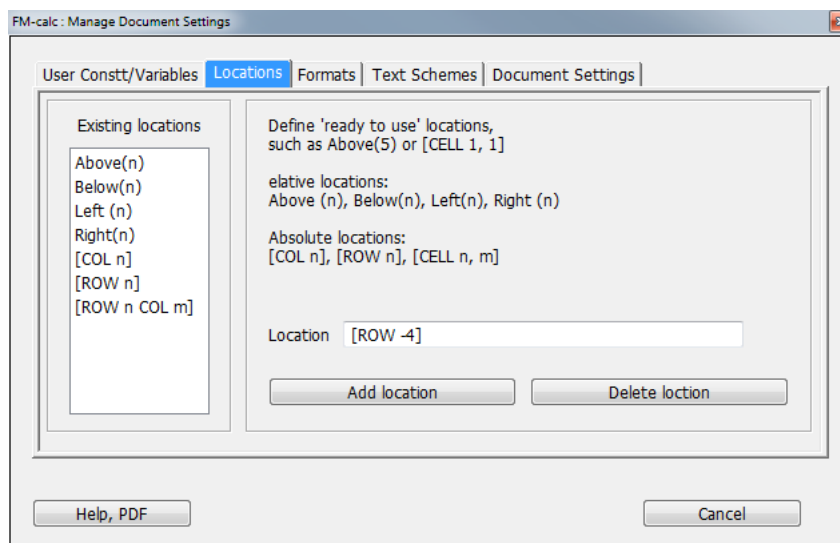 FM-calc : Manage Document Settings
User Constt/Variables
Locations
Formats
Text Schemes
Document Settings
Existing locations
Above(n)
Below(n)
Left (n)
Right(n)
[COL n]
[ROW n]
[ROW n COL m]
Define 'ready to use' locations,
such as Above(5) or [CELL 1, 1]
elative locations:
Above (n), Below(n), Left(n), Right (n)
Absolute locations:
[COL n], [ROW n], [CELL n, m]
Location [ROW -4]
Add location
Delete loction
Help, PDF
Cancel